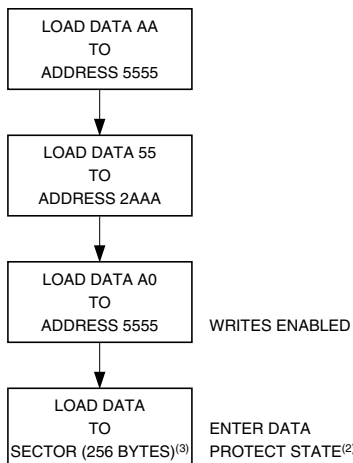 LOAD DATA AA
TO
ADDRESS 5555
LOAD DATA 55
TO
ADDRESS 2AAA
LOAD DATA A0
TO
ADDRESS 5555
WRITES ENABLED
LOAD DATA
TO
SECTOR (256 BYTES)(3)
ENTER DATA
PROTECT STATE(2)